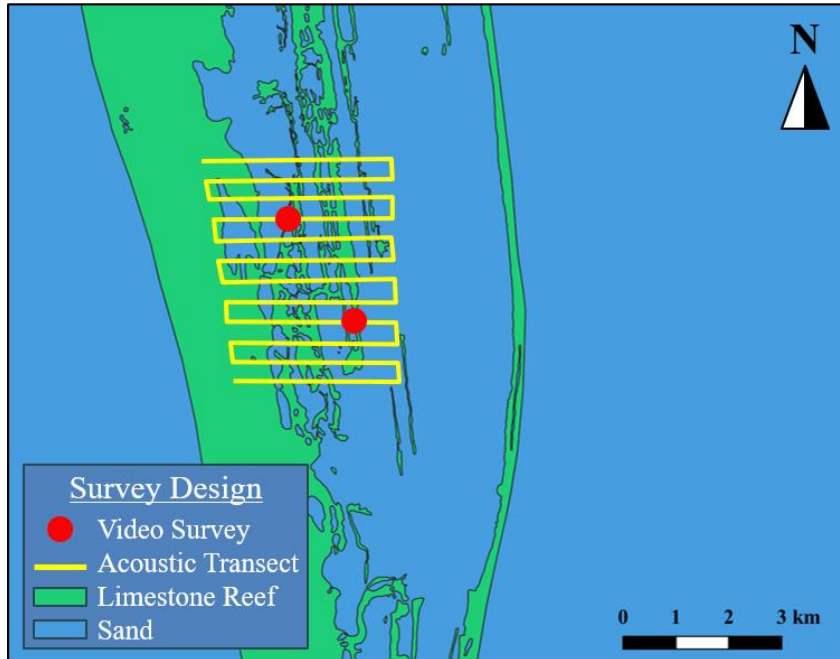 N
Survey Design
Video Survey
Acoustic Transect
Limestone Reef
Sand
0 1 2 3 km